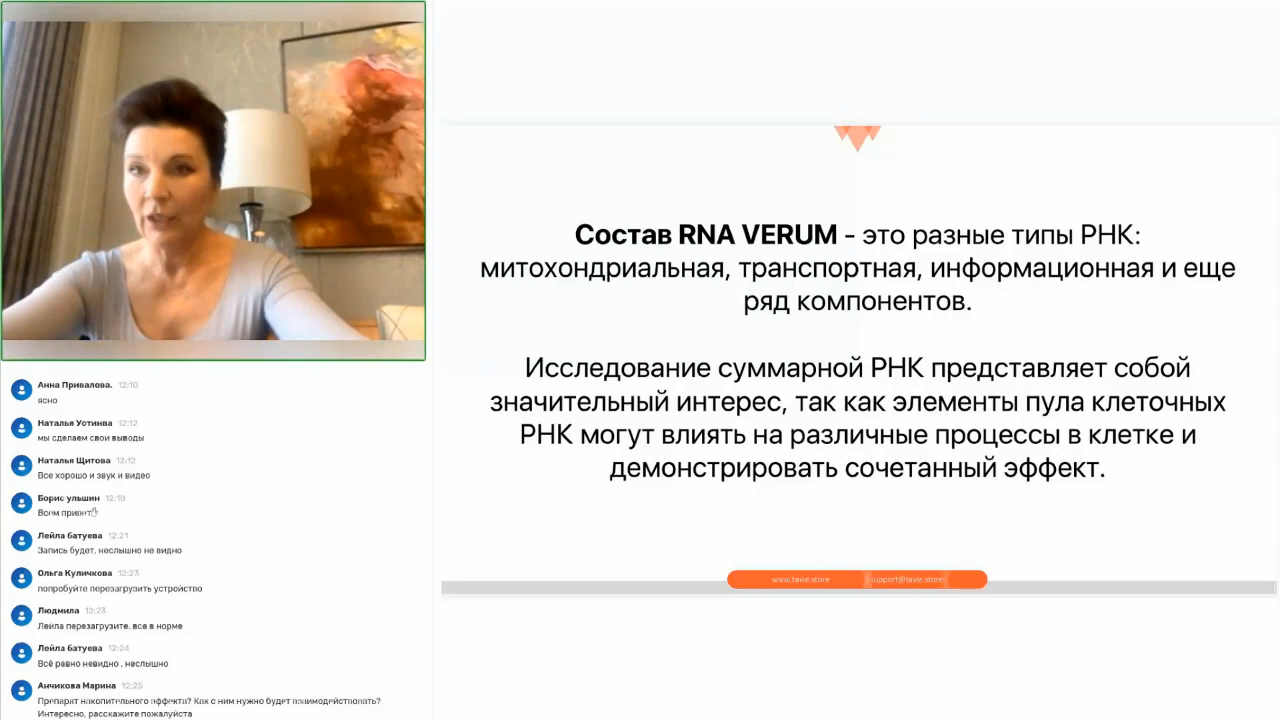 Состав RNA VERUM - это разные типы РНК:
митохондриальная, транспортная, информационная и еще
ряд компонентов.
Исследование суммарной РНК представляет собой
значительный интерес, так как элементы пула клеточных
РНК могут влиять на различные процессы в клетке и
демонстрировать сочетанный эффект.
www.lavie.store support@lavie.store
Анна Привалова. 12:10
ясно
Наталья Устинва 12:12
мы сделаем свои выводы
Наталья Щитова 12:12
Все хорошо и звук и видео
Борис ульшин 12:19
Всем привет
Лейла батуева 12:21
Запись будет, неслышно не видно
Ольга Куличкова 12:23
попробуйте перезагрузить устройство
Людмила 12:23
Лейла перезагрузите. все в норме
Лейла батуева 12:24
Всё равно невидно , неслышно
Анчикова Марина 12:25
Препарат накопительного эффекта? Как с ним нужно будет взаимодействовать?
Интересно, расскажите пожалуйста